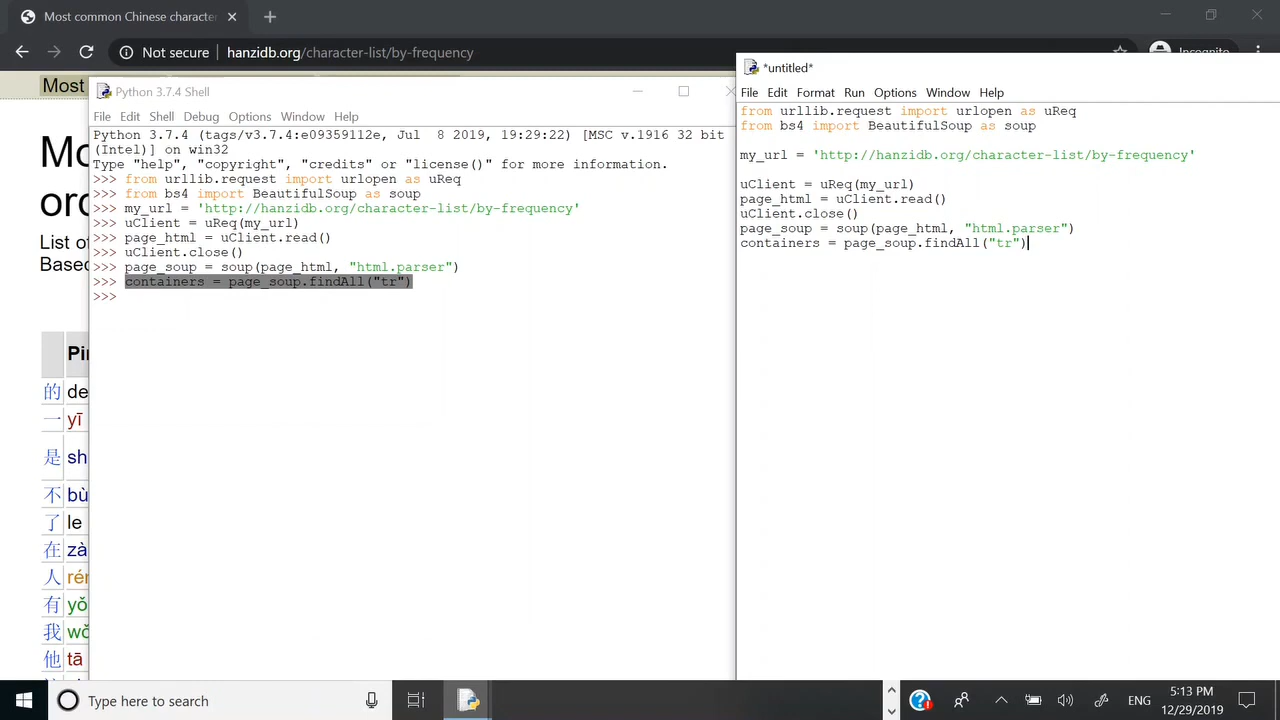 Most common Chinese character
Not secure hanzidb.org/character-list/by-frequency
Incognito
Most
Mo
ord
List of
Based
Pin
的 de
一 yī
是 sh
不 bù
了 le
在 zà
人 rén
有 yǒ
我 wǒ
他 tā
Python 3.7.4 Shell
File Edit Shell Debug Options Window Help
Python 3.7.4 (tags/v3.7.4:e09359112e, Jul  8 2019, 19:29:22) [MSC v.1916 32 bit
(Intel)] on win32
Type "help", "copyright", "credits" or "license()" for more information.
>>> from urllib.request import urlopen as uReq
>>> from bs4 import BeautifulSoup as soup
>>> my_url = 'http://hanzidb.org/character-list/by-frequency'
>>> uClient = uReq(my_url)
>>> page_html = uClient.read()
>>> uClient.close()
>>> page_soup = soup(page_html, "html.parser")
>>> containers = page_soup.findAll("tr")
>>>
*untitled*
File Edit Format Run Options Window Help
from urllib.request import urlopen as uReq
from bs4 import BeautifulSoup as soup
my_url = 'http://hanzidb.org/character-list/by-frequency'
uClient = uReq(my_url)
page_html = uClient.read()
uClient.close()
page_soup = soup(page_html, "html.parser")
containers = page_soup.findAll("tr")
Type here to search
ENG
5:13 PM
12/29/2019